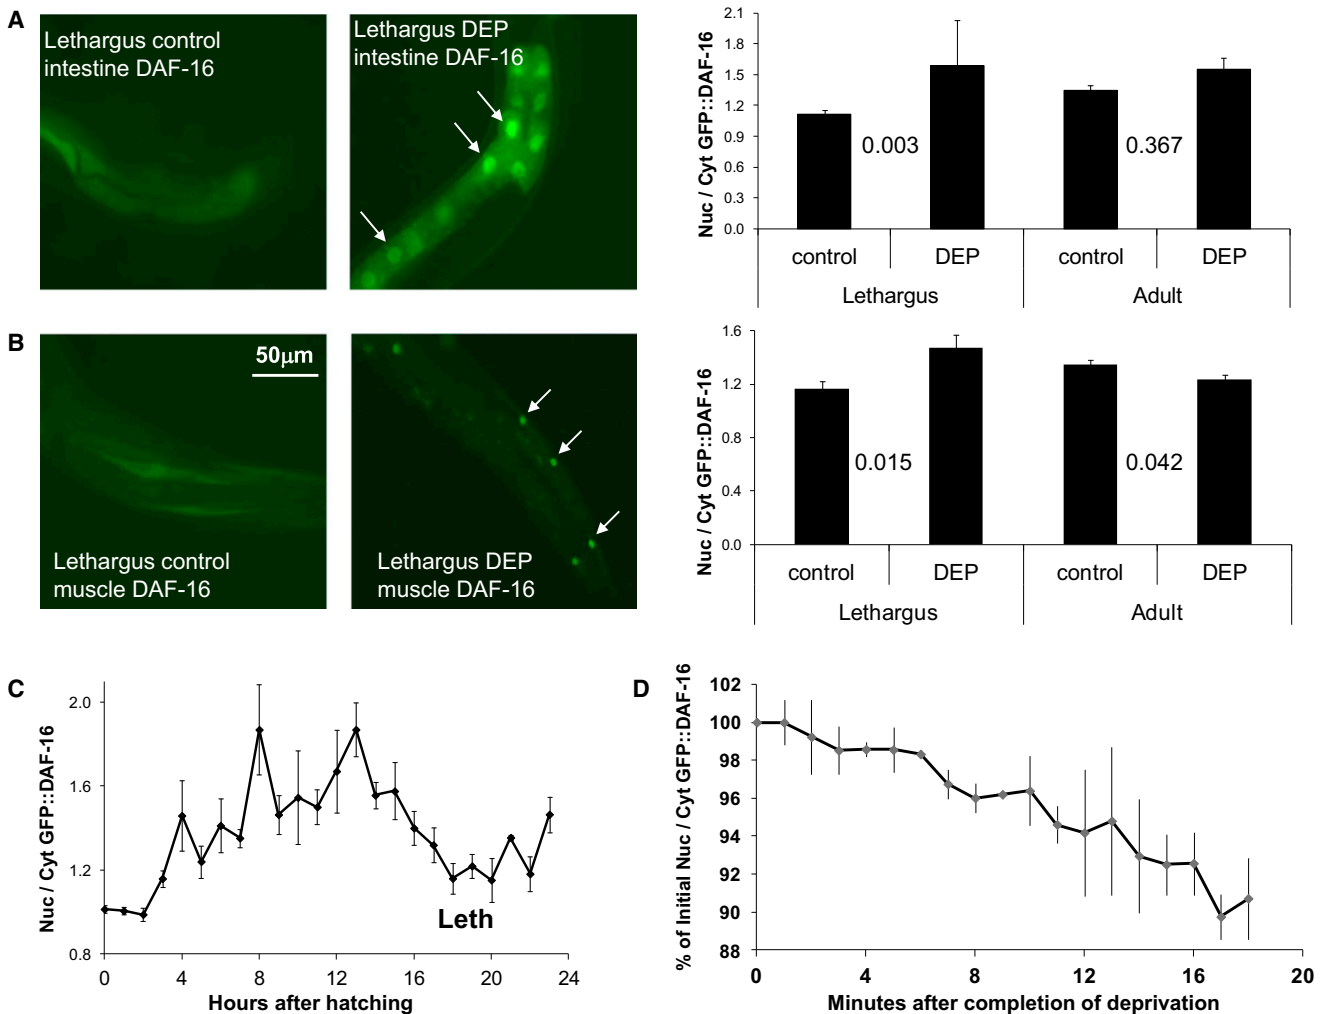 A
Lethargus control
intestine DAF-16
Lethargus DEP
intestine DAF-16
Nuc / Cyt GFP::DAF-16
2.1
1.8
1.5
1.2
0.9
0.6
0.3
0.0
0.003
0.367
control
DEP
control
DEP
Lethargus
Adult
B
50μm
Lethargus control
muscle DAF-16
Lethargus DEP
muscle DAF-16
Nuc / Cyt GFP::DAF-16
1.6
1.2
0.8
0.4
0.0
0.015
0.042
control
DEP
control
DEP
Lethargus
Adult
C
Nuc / Cyt GFP::DAF-16
2.0
1.6
1.2
0.8
Leth
0 4 8 12 16 20 24
Hours after hatching
D
% of Initial Nuc / Cyt GFP::DAF-16
102
100
98
96
94
92
90
88
0 4 8 12 16 20
Minutes after completion of deprivation